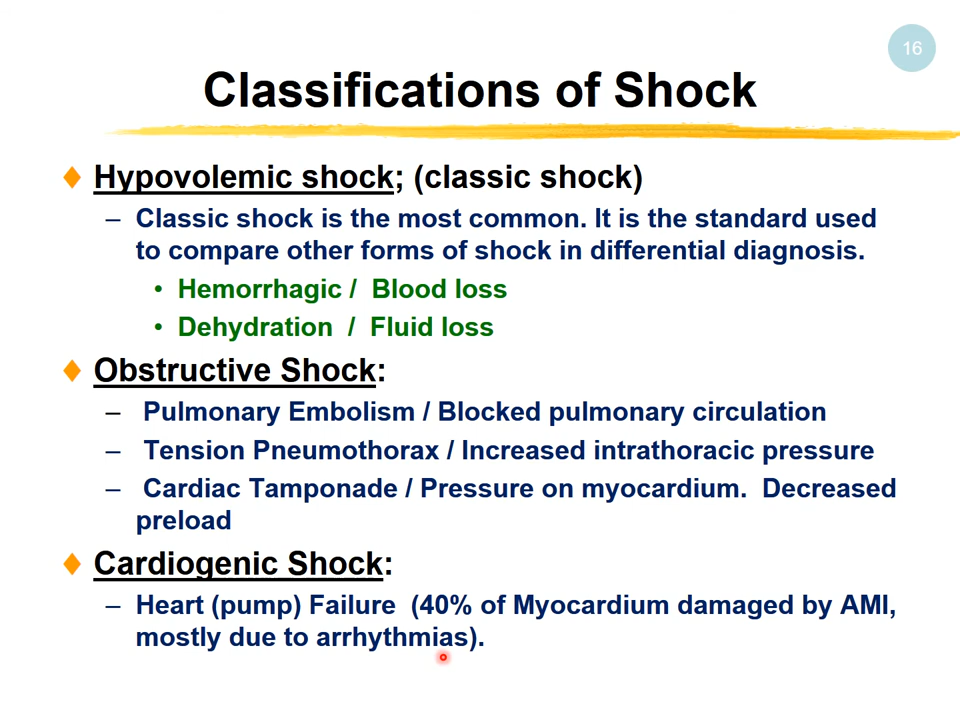 16
Classifications of Shock
Hypovolemic shock; (classic shock)
– Classic shock is the most common. It is the standard used
to compare other forms of shock in differential diagnosis.
• Hemorrhagic / Blood loss
• Dehydration / Fluid loss
Obstructive Shock:
– Pulmonary Embolism / Blocked pulmonary circulation
– Tension Pneumothorax / Increased intrathoracic pressure
– Cardiac Tamponade / Pressure on myocardium. Decreased
preload
Cardiogenic Shock:
– Heart (pump) Failure (40% of Myocardium damaged by AMI,
mostly due to arrhythmias).